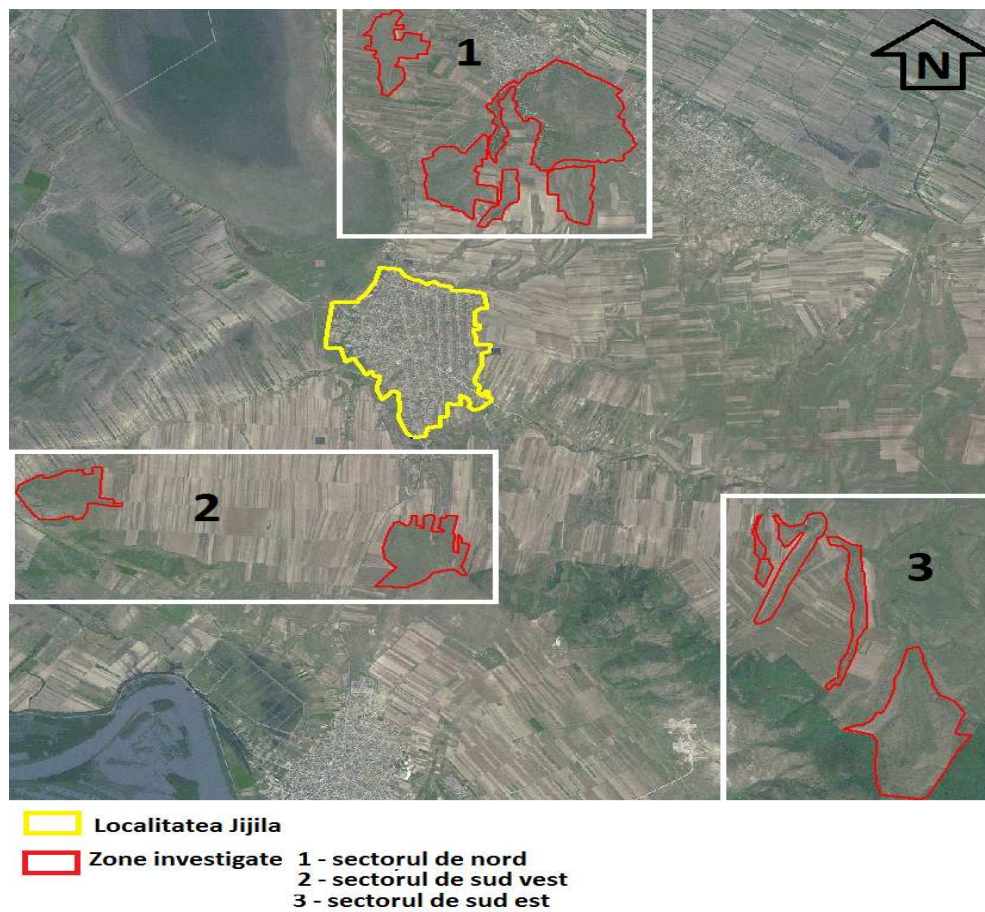 1
N
2
3
Localitatea Jijila
Zone investigate 1 - sectorul de nord
2 - sectorul de sud vest
3 - sectorul de sud est